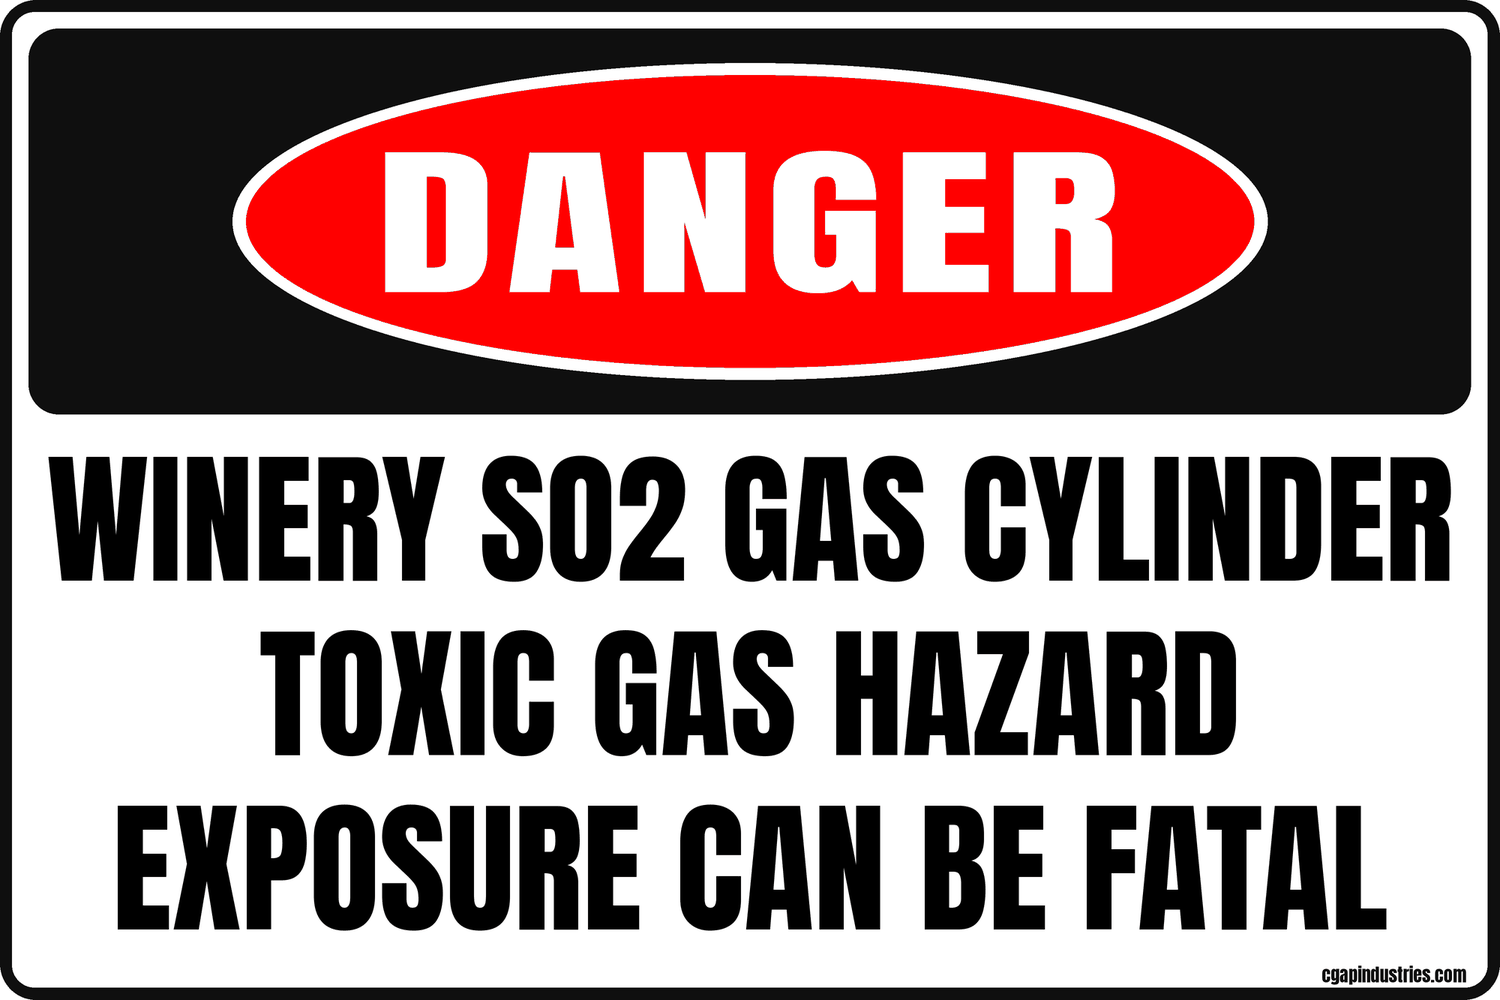 DANGER
WINERY SO2 GAS CYLINDER
TOXIC GAS HAZARD
EXPOSURE CAN BE FATAL
cgapindustries.com